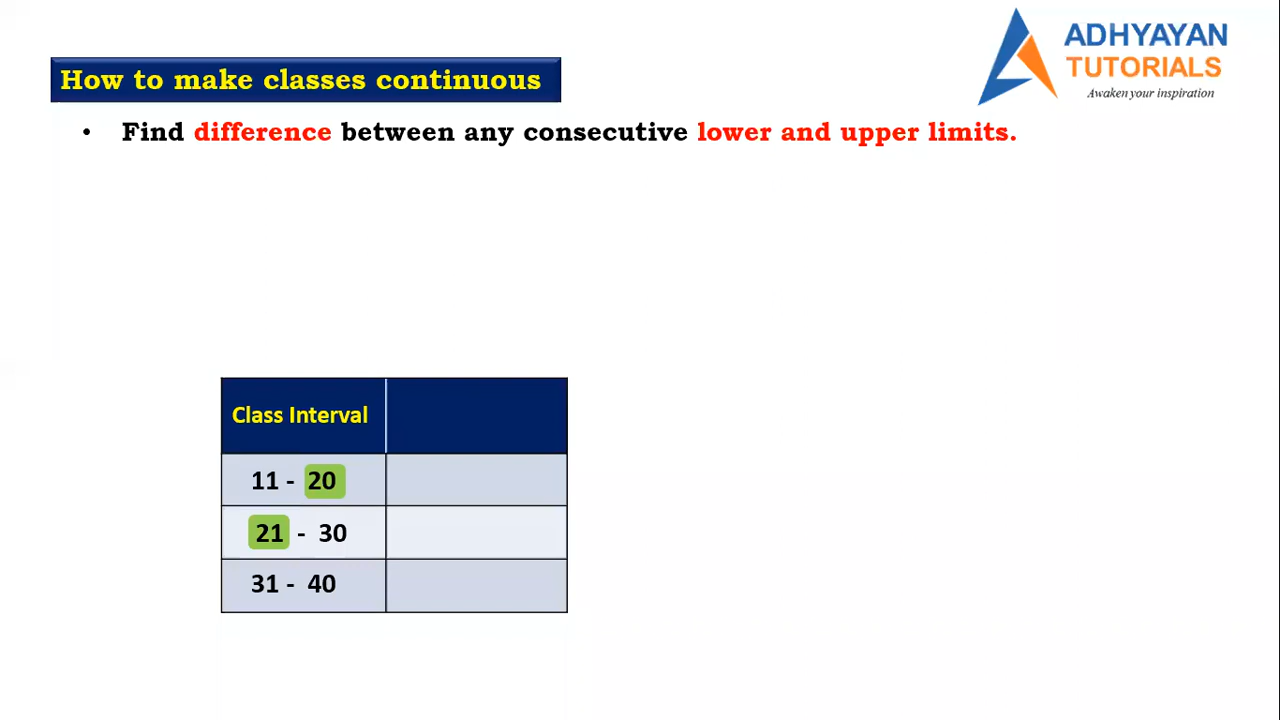 ADHYAYAN
TUTORIALS
Awaken your inspiration
How to make classes continuous
• Find difference between any consecutive lower and upper limits.
Class Interval
11 - 20
21 - 30
31 - 40